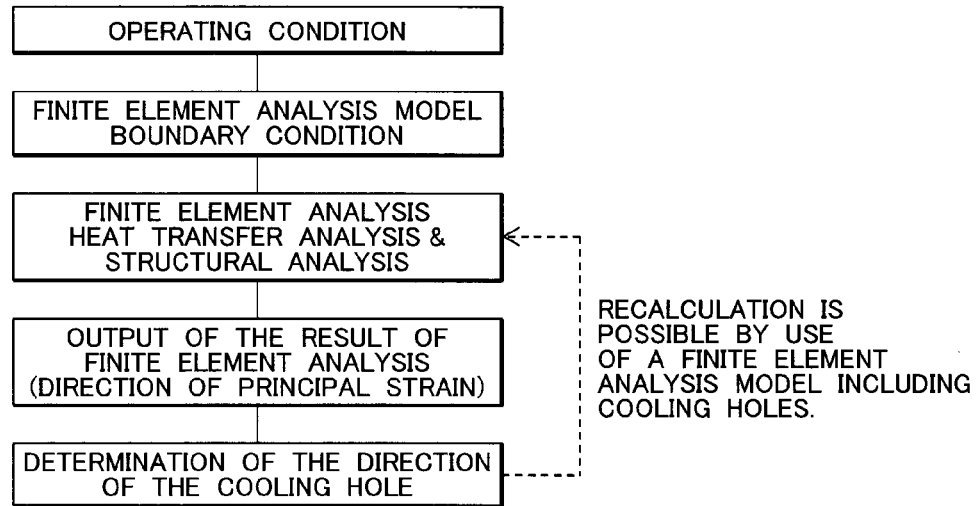 OPERATING CONDITION
FINITE ELEMENT ANALYSIS MODEL
BOUNDARY CONDITION
FINITE ELEMENT ANALYSIS
HEAT TRANSFER ANALYSIS &
STRUCTURAL ANALYSIS
OUTPUT OF THE RESULT OF
FINITE ELEMENT ANALYSIS
(DIRECTION OF PRINCIPAL STRAIN)
DETERMINATION OF THE DIRECTION
OF THE COOLING HOLE
RECALCULATION IS
POSSIBLE BY USE
OF A FINITE ELEMENT
ANALYSIS MODEL INCLUDING
COOLING HOLES.